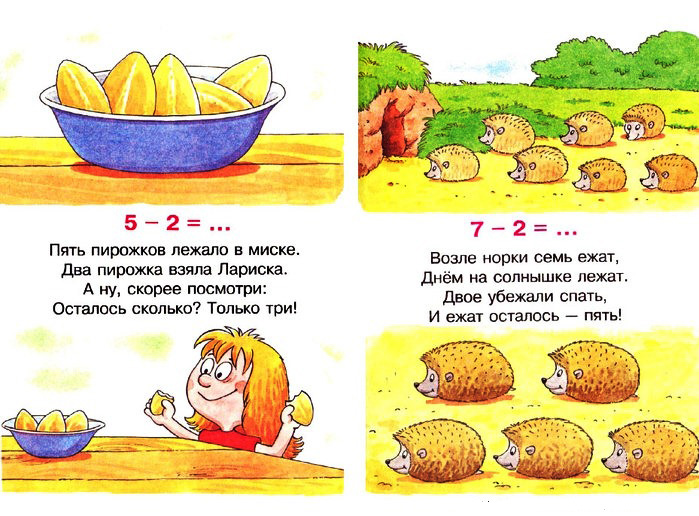 5 – 2 = ...
Пять пирожков лежало в миске.
Два пирожка взяла Лариска.
А ну, скорее посмотри:
Осталось сколько? Только три!
7 – 2 = ...
Возле норки семь ежат,
Днём на солнышке лежат.
Двое убежали спать,
И ежат осталось — пять!